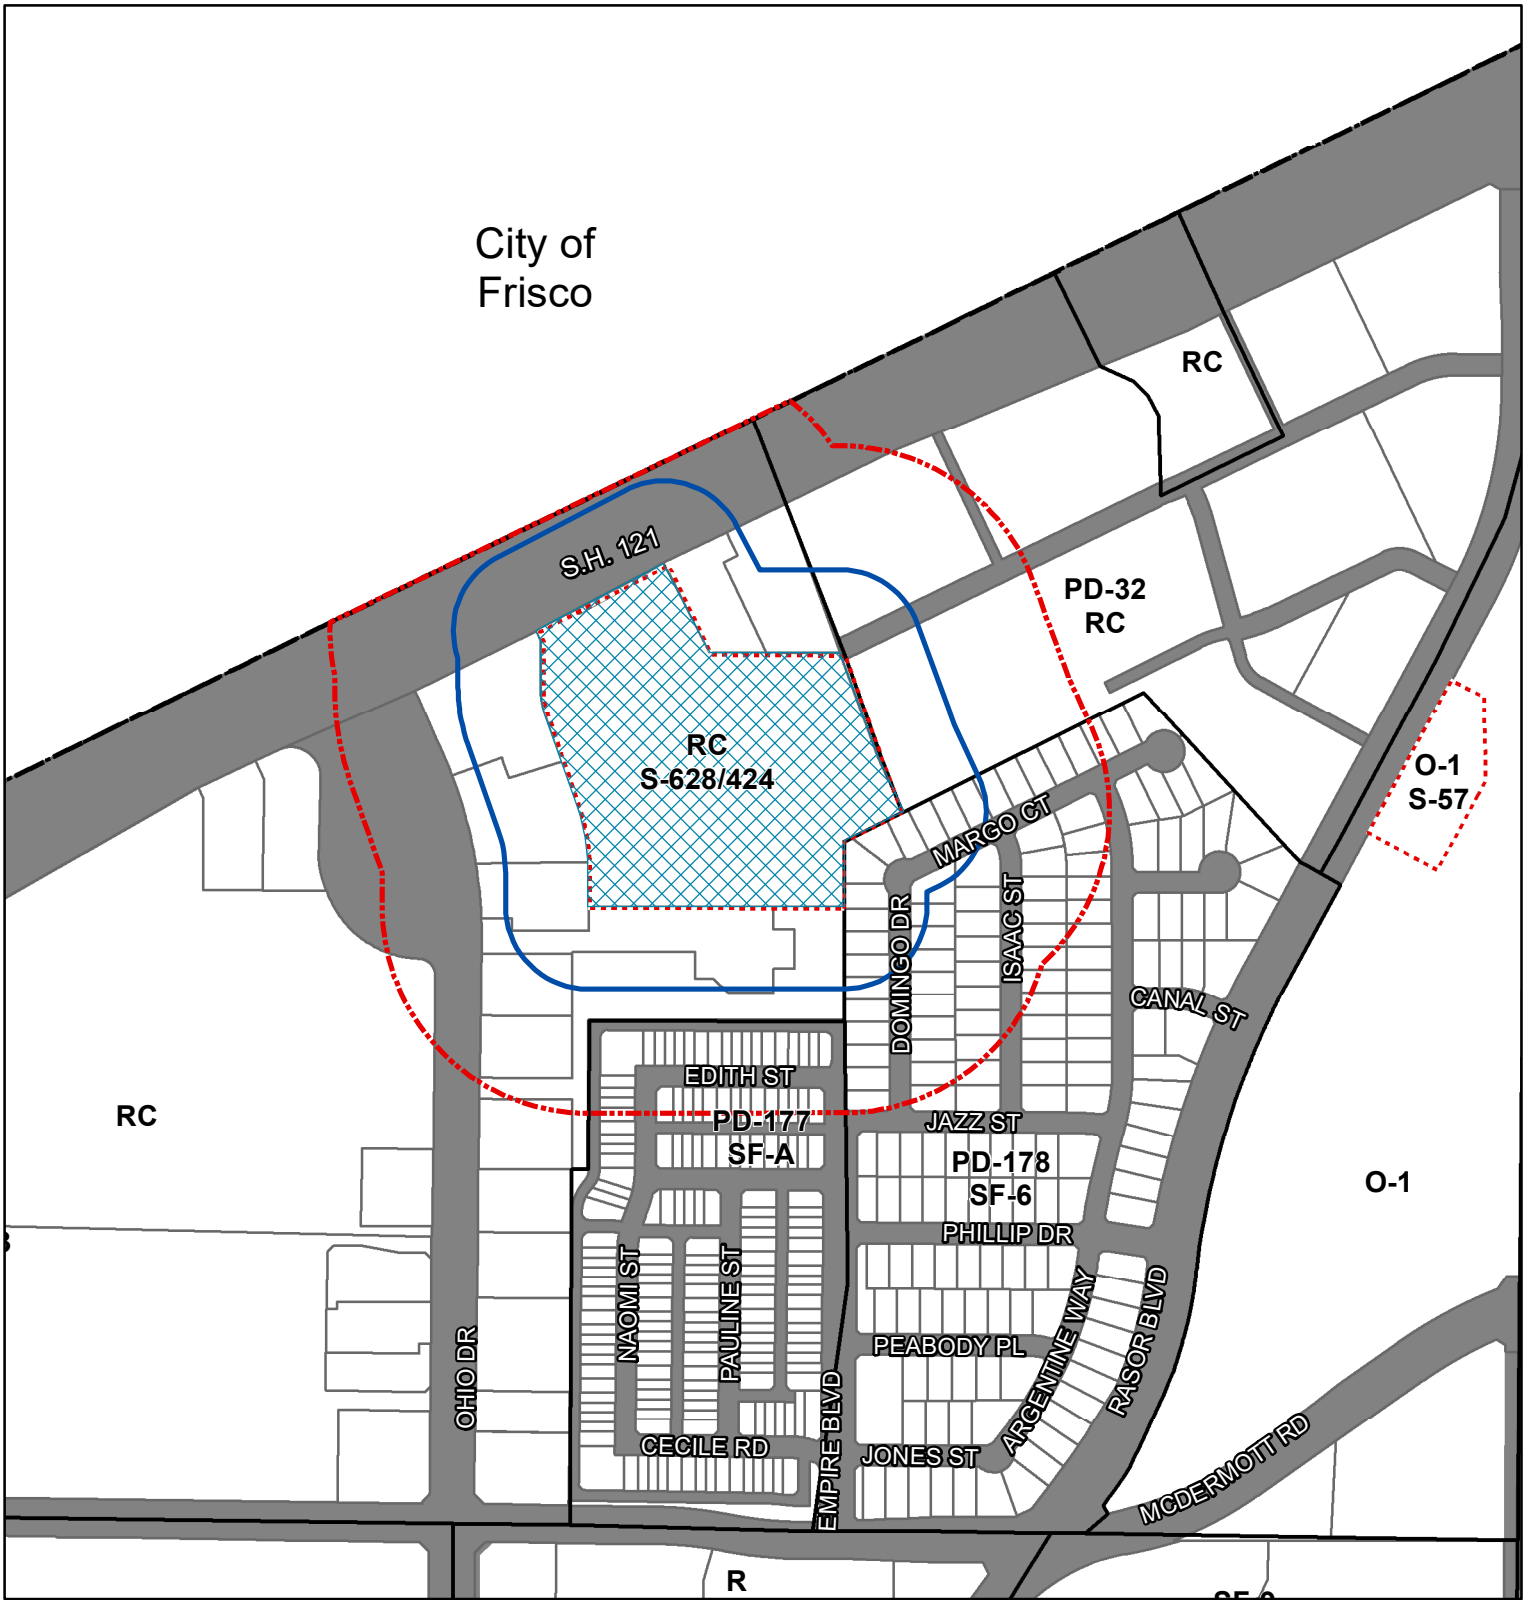 City of
Frisco
RC
S.H. 121
PD-32
RC
RC
S-628/424
O-1
S-57
MARGO CT
DOMINGO DR
ISAAC ST
CANAL ST
EDITH ST
RC
PD-177
SF-A
JAZZ ST
PD-178
SF-6
O-1
PHILLIP DR
NAOMI ST
PAULINE ST
OHIO DR
PEABODY PL
ARGENTINE WAY
RASOR BLVD
EMPIRE BLVD
CECILE RD
JONES ST
MCDERMOTT RD
R